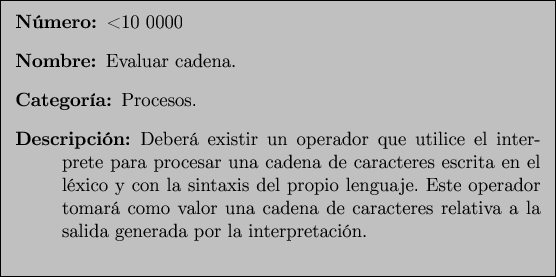 Número: <10 0000
Nombre: Evaluar cadena.
Categoría: Procesos.
Descripción: Deberá existir un operador que utilice el inter-
prete para procesar una cadena de caracteres escrita en el
léxico y con la sintaxis del propio lenguaje. Este operador
tomará como valor una cadena de caracteres relativa a la
salida generada por la interpretación.